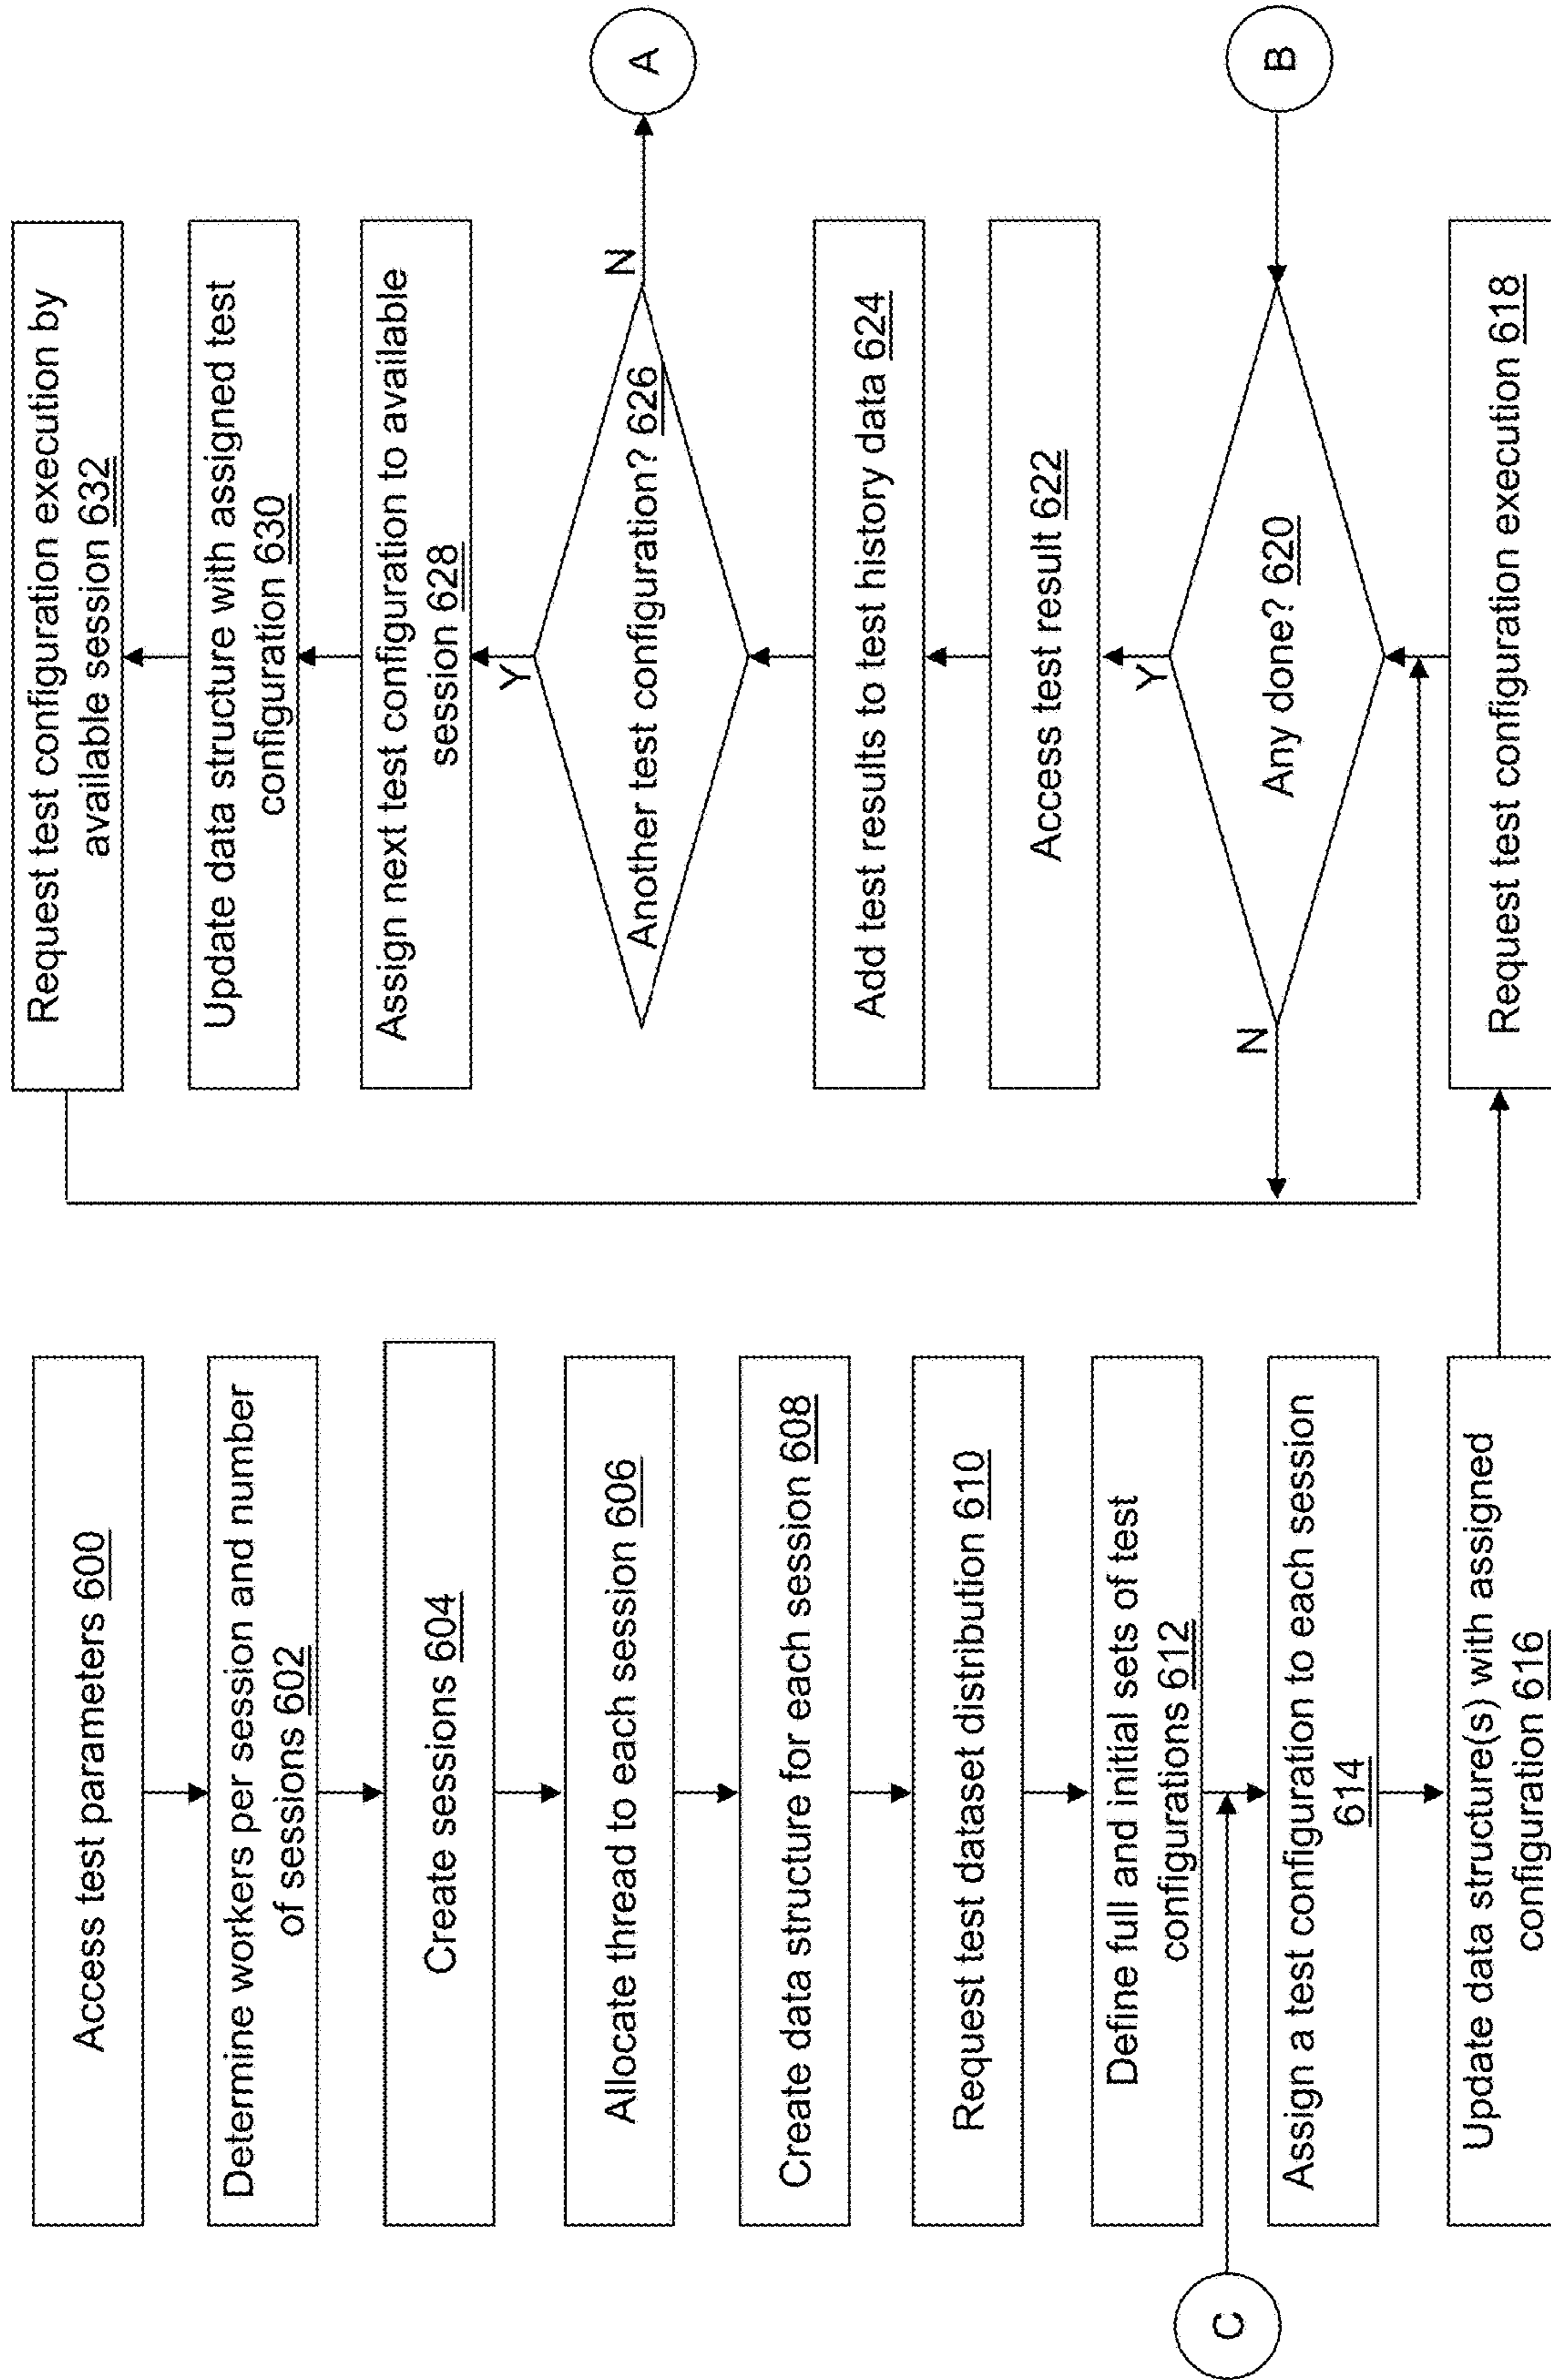 Access test parameters 600
Determine workers per session and number
of sessions 602
Create sessions 604
Allocate thread to each session 606
Create data structure for each session 608
Request test dataset distribution 610
Define full and initial sets of test
configurations 612
C
Assign a test configuration to each session
614
Update data structure(s) with assigned
configuration 616
Request test configuration execution by
available session 632
Update data structure with assigned test
configuration 630
Assign next test configuration to available
session 628
Y
N
A
Another test configuration? 626
Add test results to test history data 624
Access test result 622
Y
N
B
Any done? 620
Request test configuration execution 618